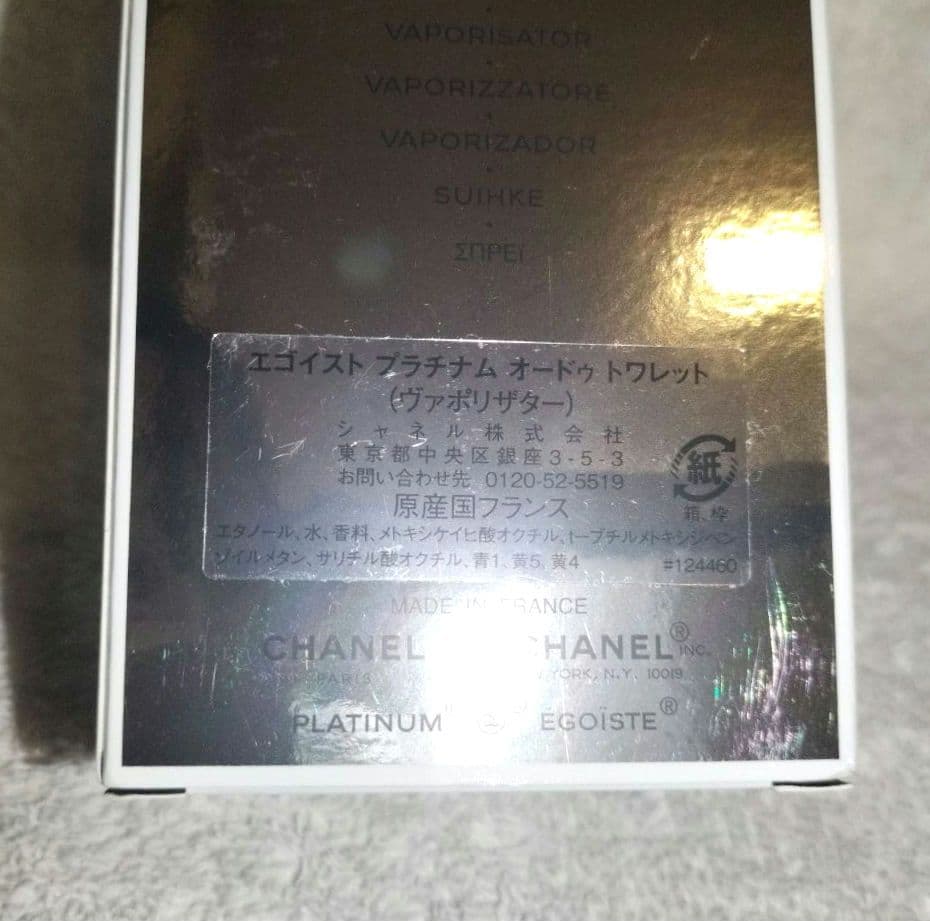 VAPORISATOR
VAPORIZZATORE
VAPORIZADOR
SUIHKE
ΣΠΡΕΪ
エゴイスト プラチナム オードゥ トワレット
(ヴァポリザター)
シャネル株式会社
東京都中央区銀座3-5-3
お問い合わせ先 0120-52-5519
原産国フランス
紙
箱、枠
エタノール、水、香料、メトキシケイヒ酸オクチル、t-ブチルメトキシジベン
ゾイルメタン、サリチル酸オクチル、青1、黄5、黄4 #124460
MADE IN FRANCE
CHANEL CHANEL® INC.
PARIS YORK, N.Y. 10019
PLATINUM ÉGOÏSTE®